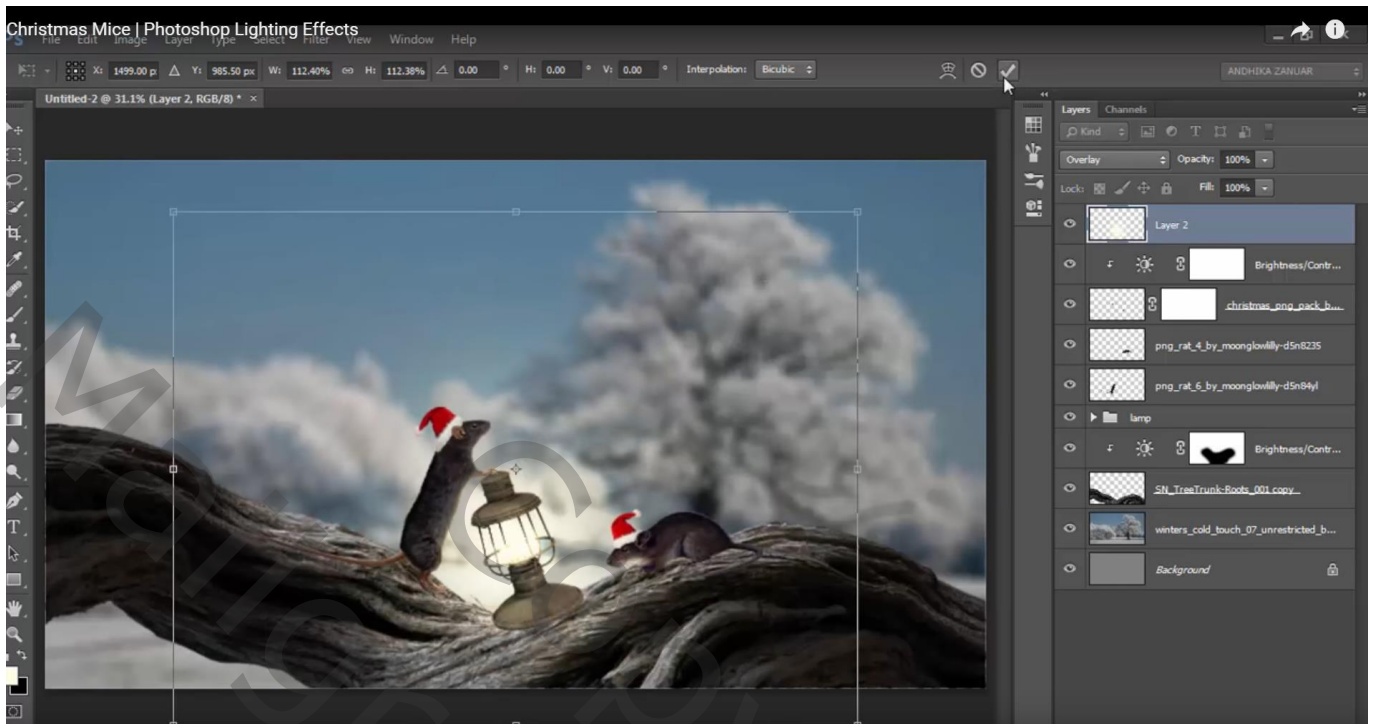 Christmas Mice | Photoshop Lighting Effects
File Edit Image Layer Type Select Filter View Window Help
X: 1499.00 p Y: 985.50 px W: 112.40% H: 112.38% 0.00 ° H: 0.00 ° V: 0.00 ° Interpolation: Bicubic ANDHIKA ZANUAR
Untitled-2 @ 31.1% (Layer 2, RGB/8) * ×
Layers Channels
Kind
Overlay Opacity: 100%
Lock: Fill: 100%
Layer 2
Brightness/Contr...
christmas_png_pack_b...
png_rat_4_by_moonglowlilly-d5n8235
png_rat_6_by_moonglowlilly-d5n84yl
lamp
Brightness/Contr...
SN_TreeTrunk-Roots_001 copy
winters_cold_touch_07_unrestricted_b...
Background